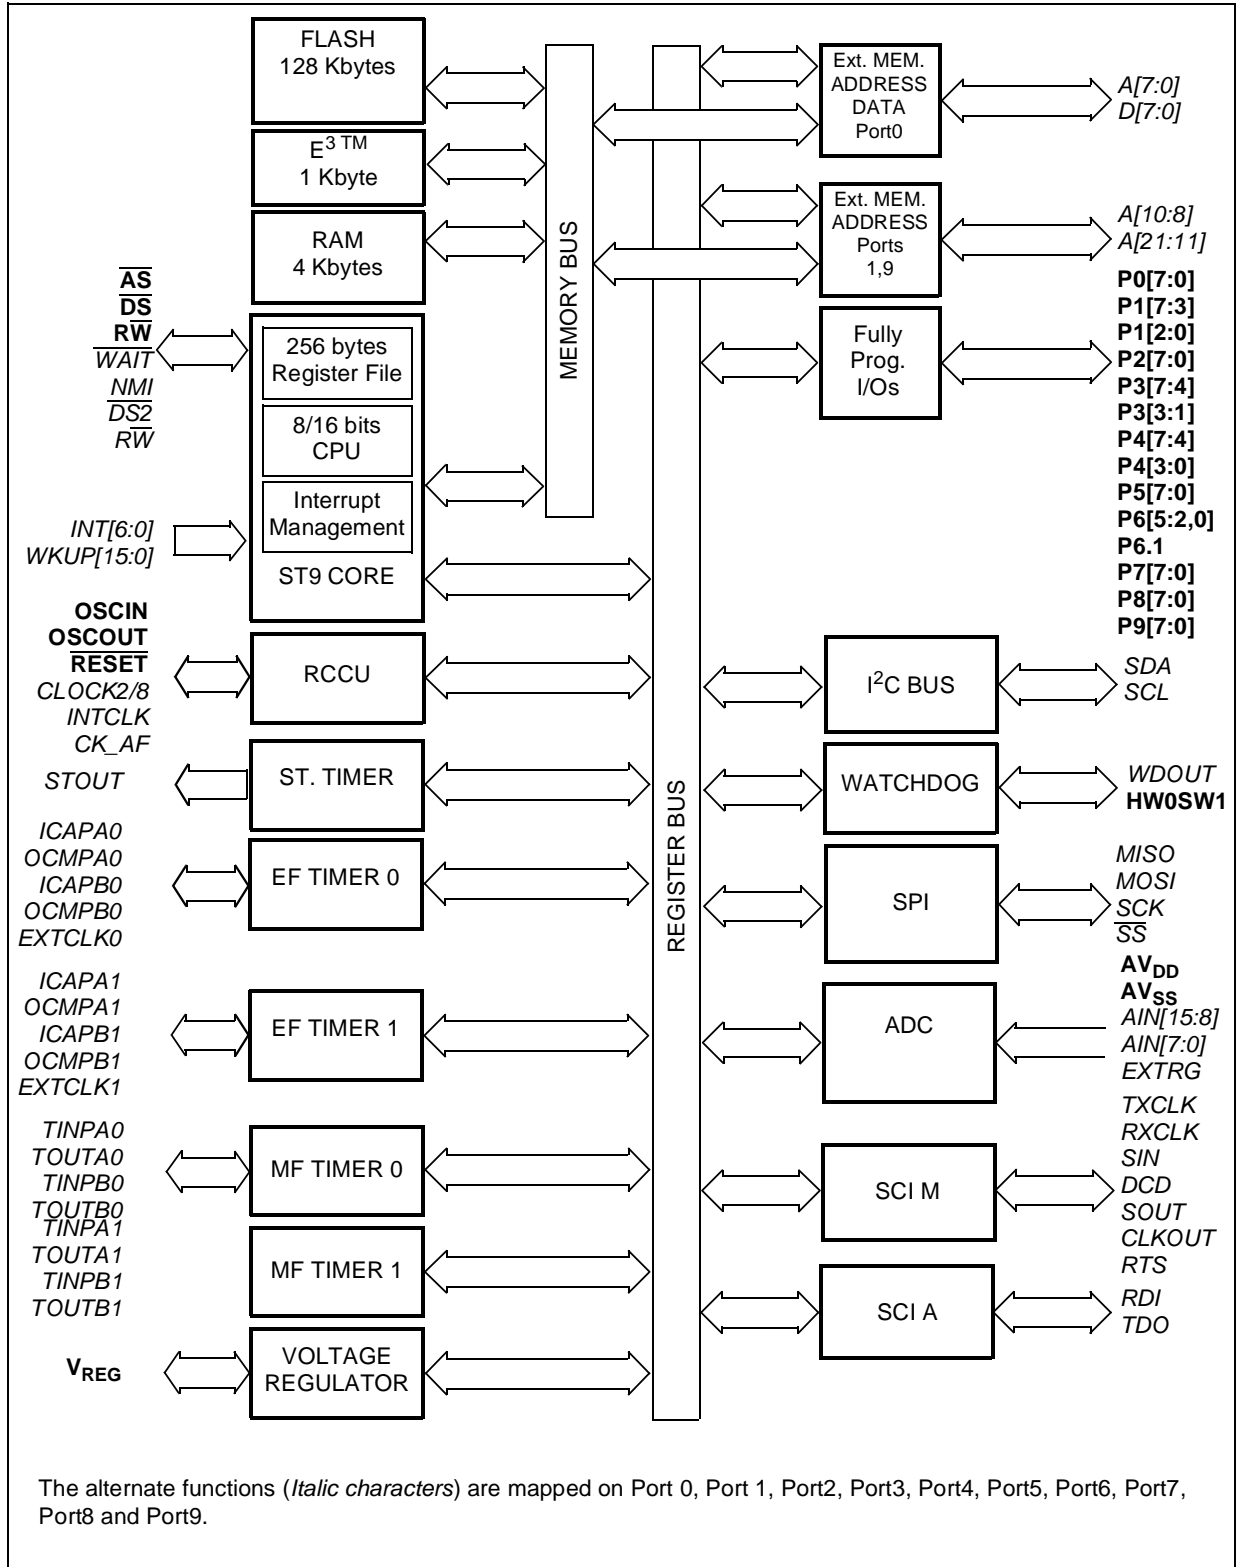 FLASH
128 Kbytes
E3 TM
1 Kbyte
RAM
4 Kbytes
AS
DS
RW
WAIT
NMI
DS2
RW
256 bytes
Register File
8/16 bits
CPU
Interrupt
Management
ST9 CORE
INT[6:0]
WKUP[15:0]
OSCIN
OSCOUT
RESET
CLOCK2/8
INTCLK
CK_AF
RCCU
STOUT
ST. TIMER
ICAPA0
OCMPA0
ICAPB0
OCMPB0
EXTCLK0
EF TIMER 0
ICAPA1
OCMPA1
ICAPB1
OCMPB1
EXTCLK1
EF TIMER 1
TINPA0
TOUTA0
TINPB0
TOUTB0
MF TIMER 0
TINPA1
TOUTA1
TINPB1
TOUTB1
MF TIMER 1
VREG
VOLTAGE
REGULATOR
MEMORY BUS
REGISTER BUS
Ext. MEM.
ADDRESS
DATA
Port0
A[7:0]
D[7:0]
Ext. MEM.
ADDRESS
Ports
1,9
A[10:8]
A[21:11]
Fully
Prog.
I/Os
P0[7:0]
P1[7:3]
P1[2:0]
P2[7:0]
P3[7:4]
P3[3:1]
P4[7:4]
P4[3:0]
P5[7:0]
P6[5:2,0]
P6.1
P7[7:0]
P8[7:0]
P9[7:0]
I2C BUS
SDA
SCL
WATCHDOG
WDOUT
HW0SW1
SPI
MISO
MOSI
SCK
SS
ADC
AVDD
AVSS
AIN[15:8]
AIN[7:0]
EXTRG
SCI M
TXCLK
RXCLK
SIN
DCD
SOUT
CLKOUT
RTS
SCI A
RDI
TDO
The alternate functions (Italic characters) are mapped on Port 0, Port 1, Port2, Port3, Port4, Port5, Port6, Port7,
Port8 and Port9.